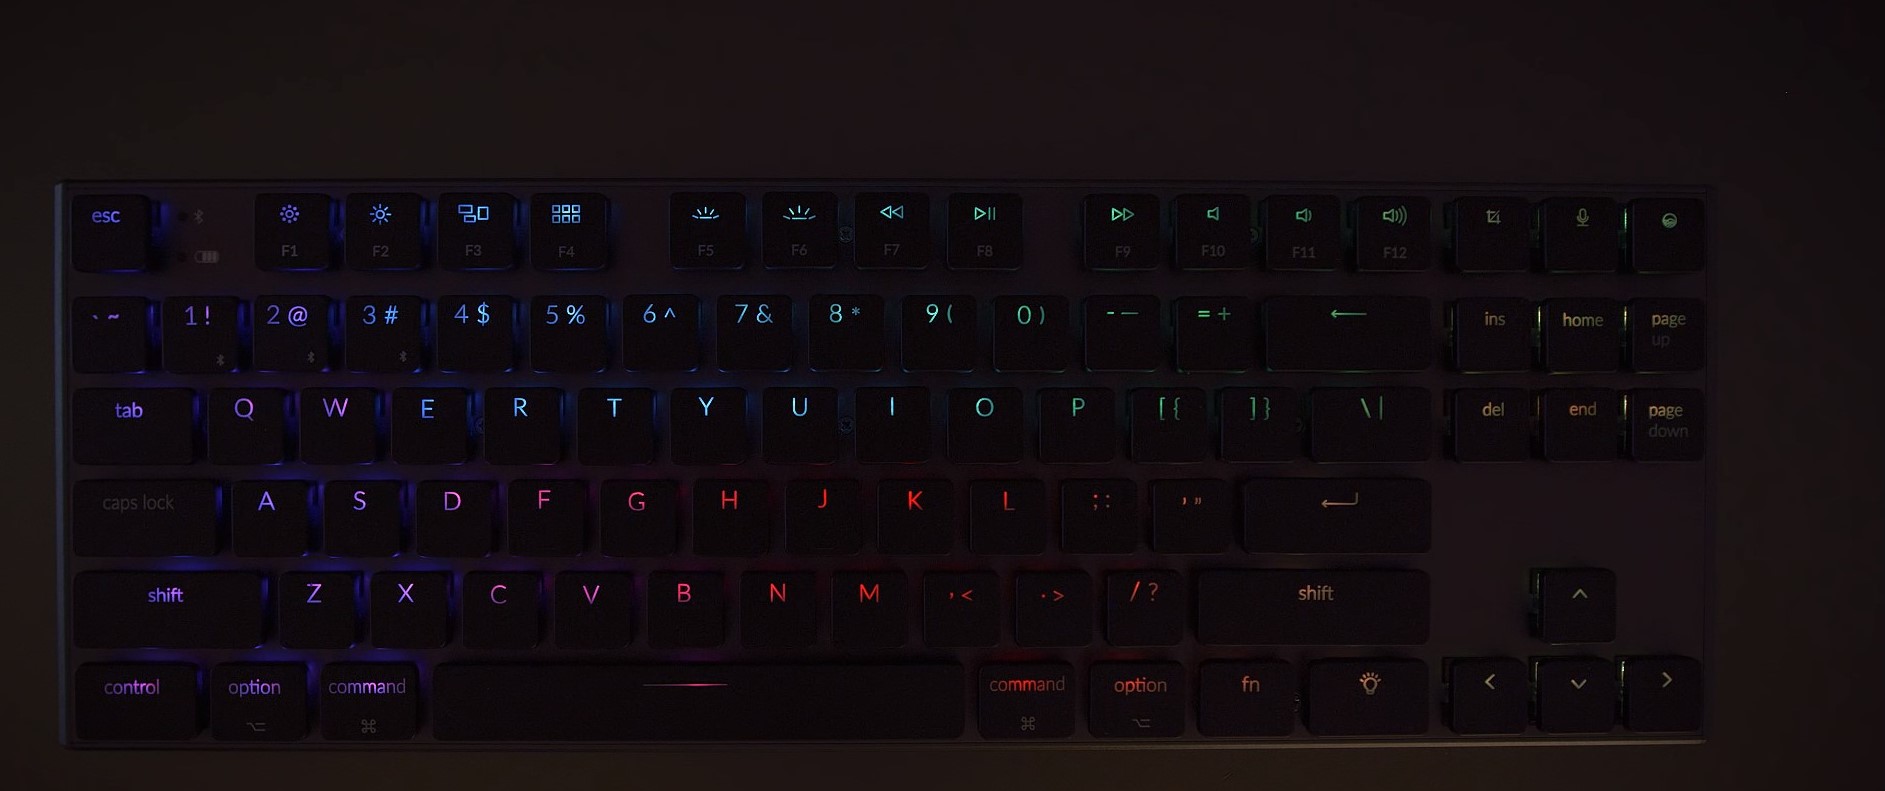 esc F1 F2 F3 F4 F5 F6 F7 F8 F9 F10 F11 F12
` ~ 1 ! 2 @ 3 # 4 $ 5 % 6 ^ 7 & 8 * 9 ( 0 ) - — = + ← ins home page up
tab Q W E R T Y U I O P [ { ] } \ | del end page down
caps lock A S D F G H J K L ; : ' "
shift Z X C V B N M , < . > / ? shift
control option command command option fn